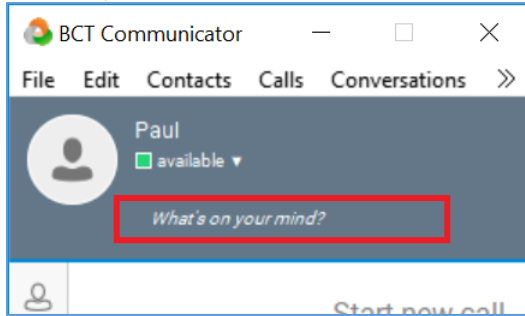 BCT Communicator
File Edit Contacts Calls Conversations »
Paul
available ▾
What's on your mind?
Start new call